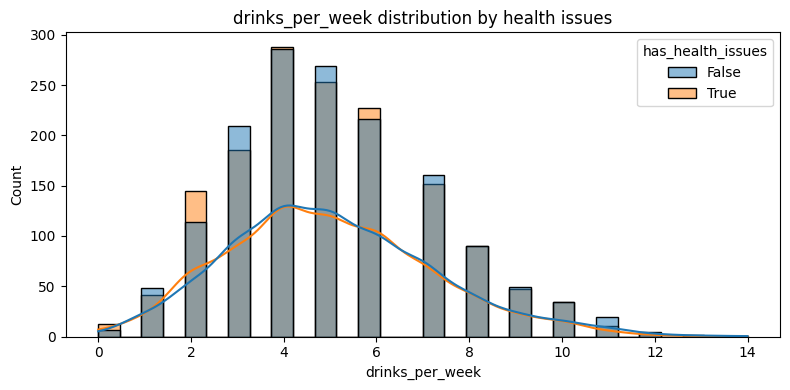 drinks_per_week distribution by health issues
has_health_issues
False
True
Count
300
250
200
150
100
50
0
0 2 4 6 8 10 12 14
drinks_per_week